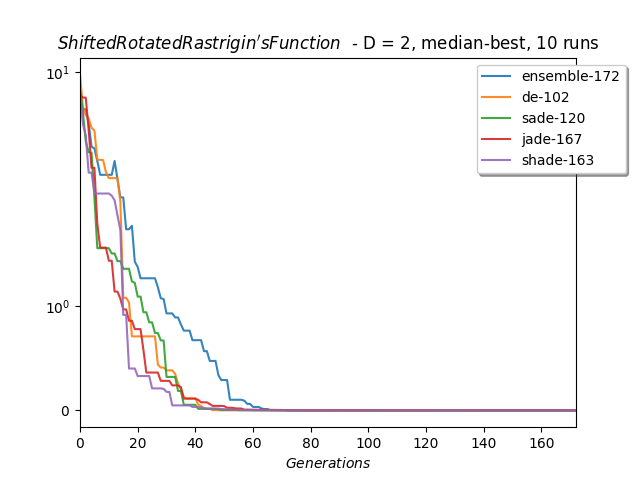 ShiftedRotatedRastrigin'sFunction - D = 2, median-best, 10 runs
10¹
10⁰
0
ensemble-172
de-102
sade-120
jade-167
shade-163
0 20 40 60 80 100 120 140 160
Generations